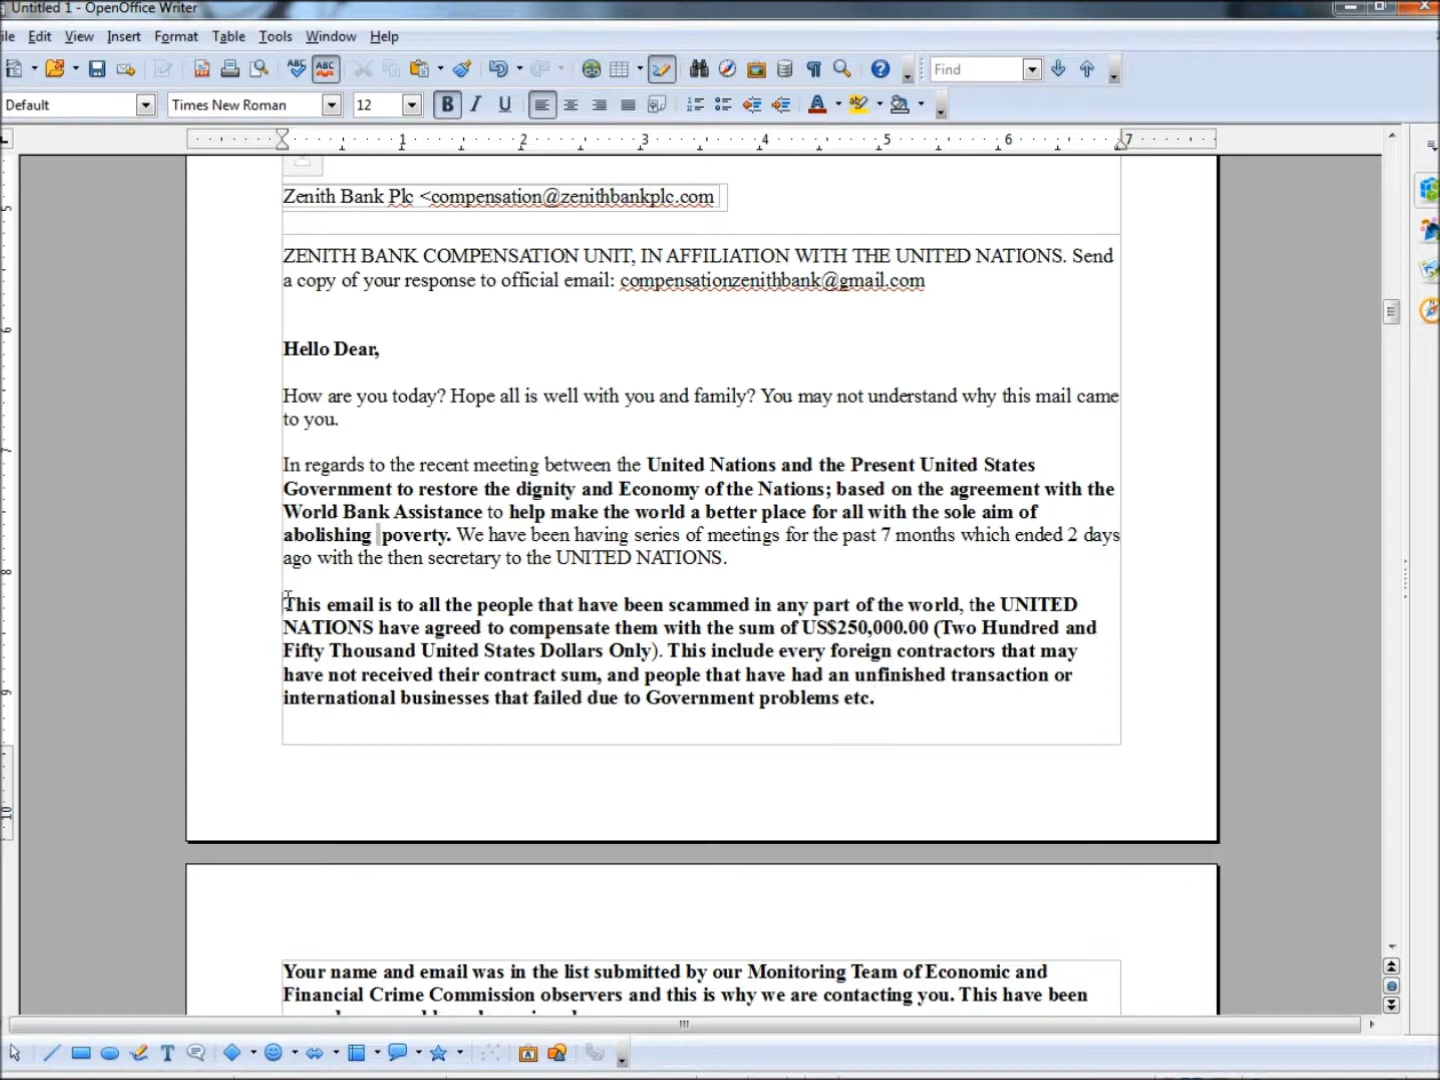 Untitled 1 - OpenOffice Writer
ile Edit View Insert Format Table Tools Window Help
Find
Default Times New Roman 12
1 2 3 4 5 6 7
Zenith Bank Plc <compensation@zenithbankplc.com
ZENITH BANK COMPENSATION UNIT, IN AFFILIATION WITH THE UNITED NATIONS. Send
a copy of your response to official email: compensationzenithbank@gmail.com
Hello Dear,
How are you today? Hope all is well with you and family? You may not understand why this mail came
to you.
In regards to the recent meeting between the United Nations and the Present United States
Government to restore the dignity and Economy of the Nations; based on the agreement with the
World Bank Assistance to help make the world a better place for all with the sole aim of
abolishing poverty. We have been having series of meetings for the past 7 months which ended 2 days
ago with the then secretary to the UNITED NATIONS.
This email is to all the people that have been scammed in any part of the world, the UNITED
NATIONS have agreed to compensate them with the sum of US$250,000.00 (Two Hundred and
Fifty Thousand United States Dollars Only). This include every foreign contractors that may
have not received their contract sum, and people that have had an unfinished transaction or
international businesses that failed due to Government problems etc.
Your name and email was in the list submitted by our Monitoring Team of Economic and
Financial Crime Commission observers and this is why we are contacting you. This have been